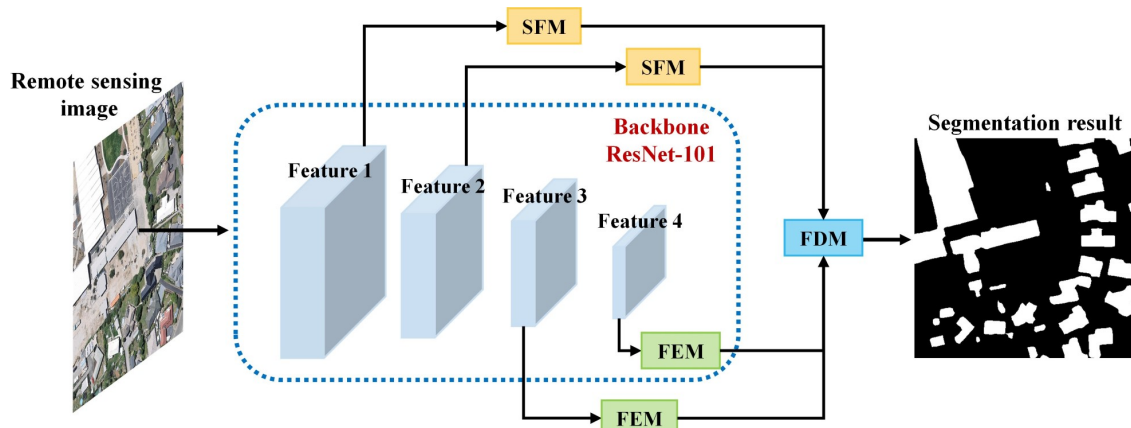 SFM
SFM
Remote sensing
image
Backbone
ResNet-101
Segmentation result
Feature 1
Feature 2
Feature 3
Feature 4
FDM
FEM
FEM